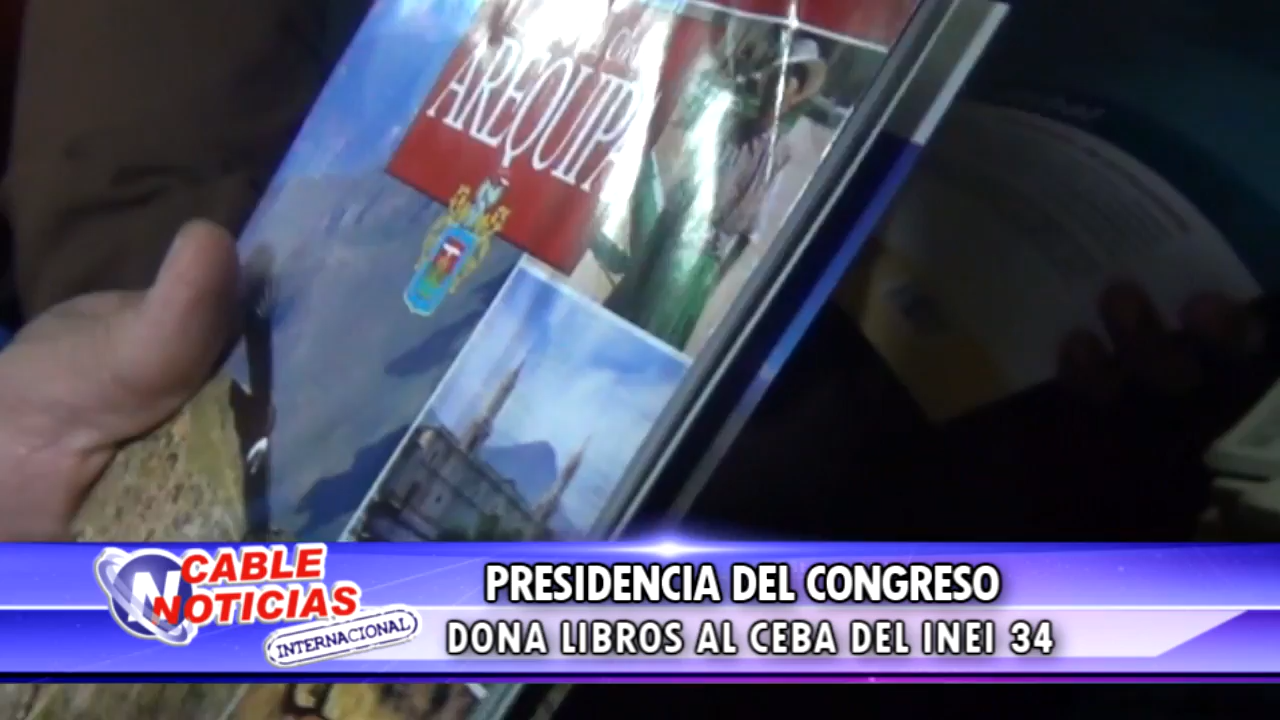 AREQUIPA
CABLE
NOTICIAS
INTERNACIONAL
PRESIDENCIA DEL CONGRESO
DONA LIBROS AL CEBA DEL INEI 34